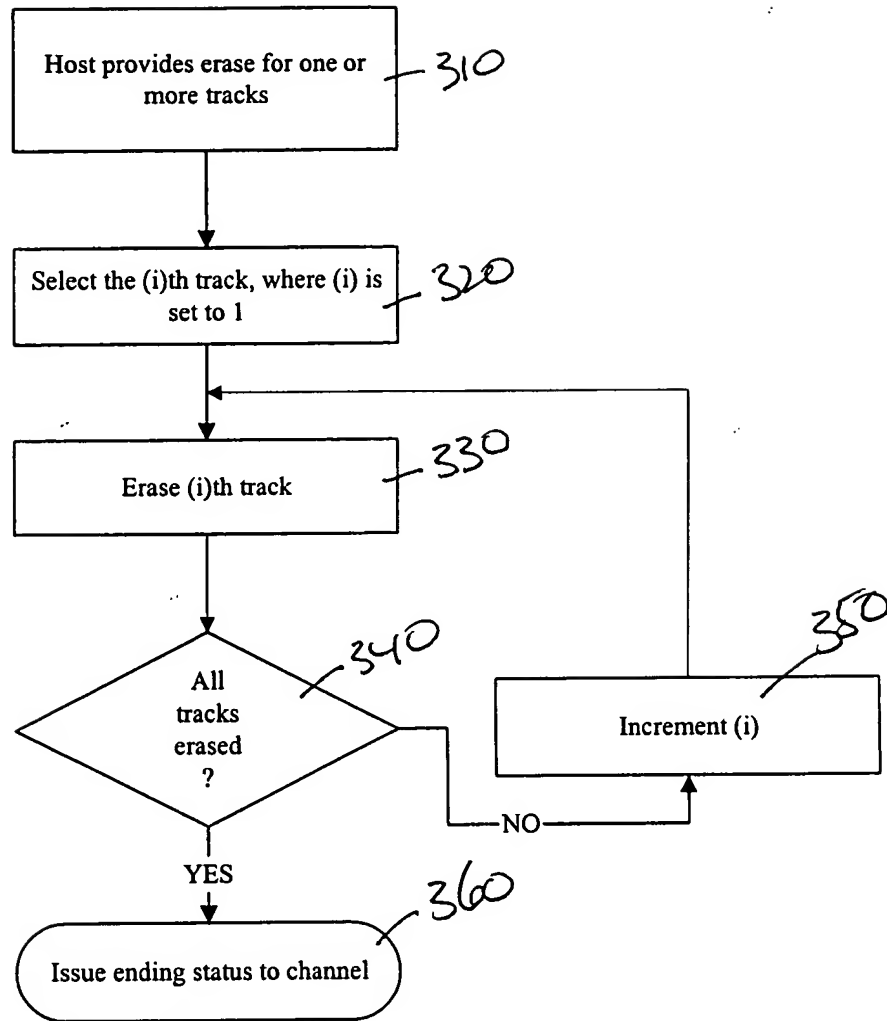 Host provides erase for one or
more tracks
310
Select the (i)th track, where (i) is
set to 1
320
Erase (i)th track
330
All
tracks
erased
?
340
350
Increment (i)
NO
YES
Issue ending status to channel
360